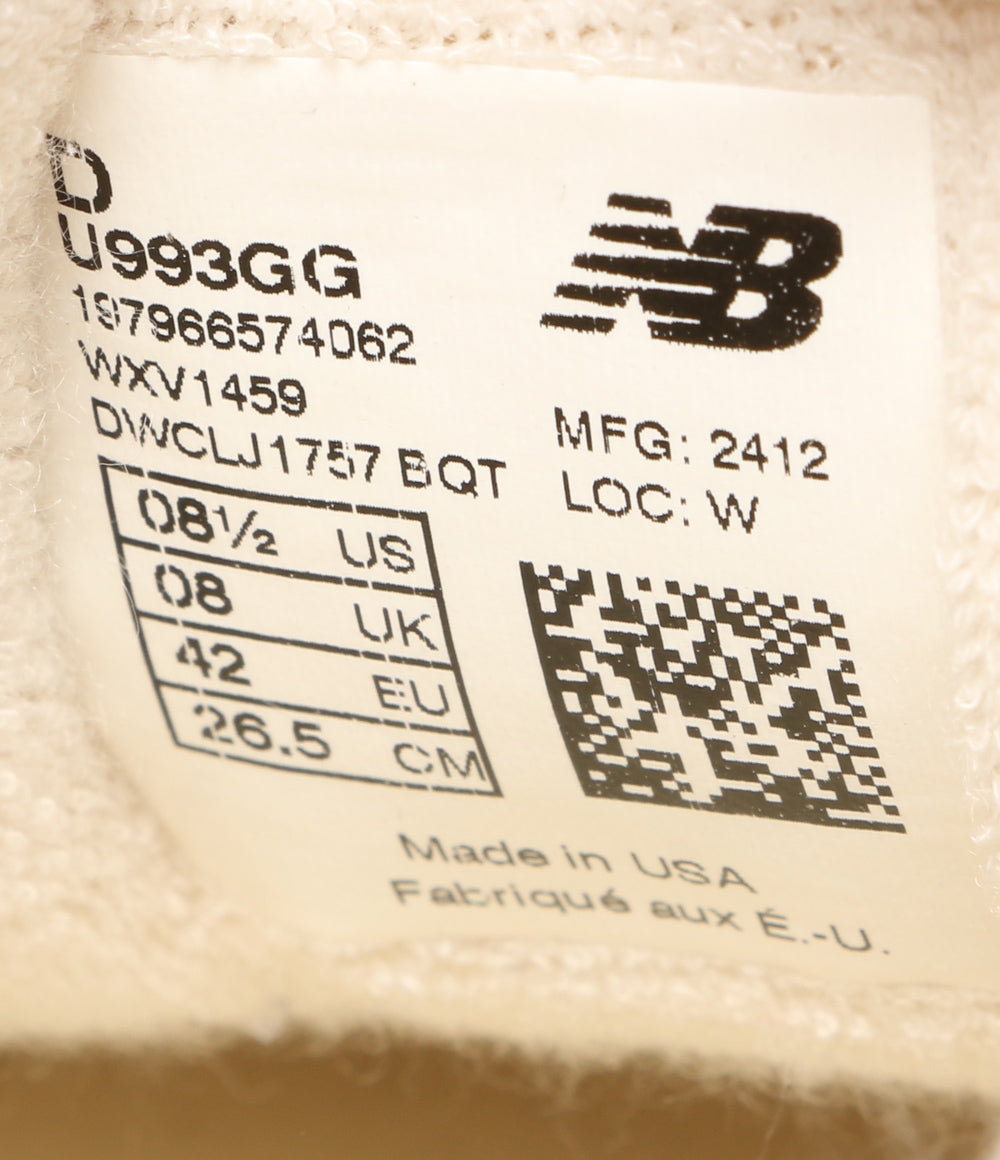 D
U993GG
197966574062
WXV1459
DWCLJ1757 BQT
NB
MFG: 2412
LOC: W
08½ US
08 UK
42 EU
26.5 CM
Made in USA
Fabriqué aux É.-U.